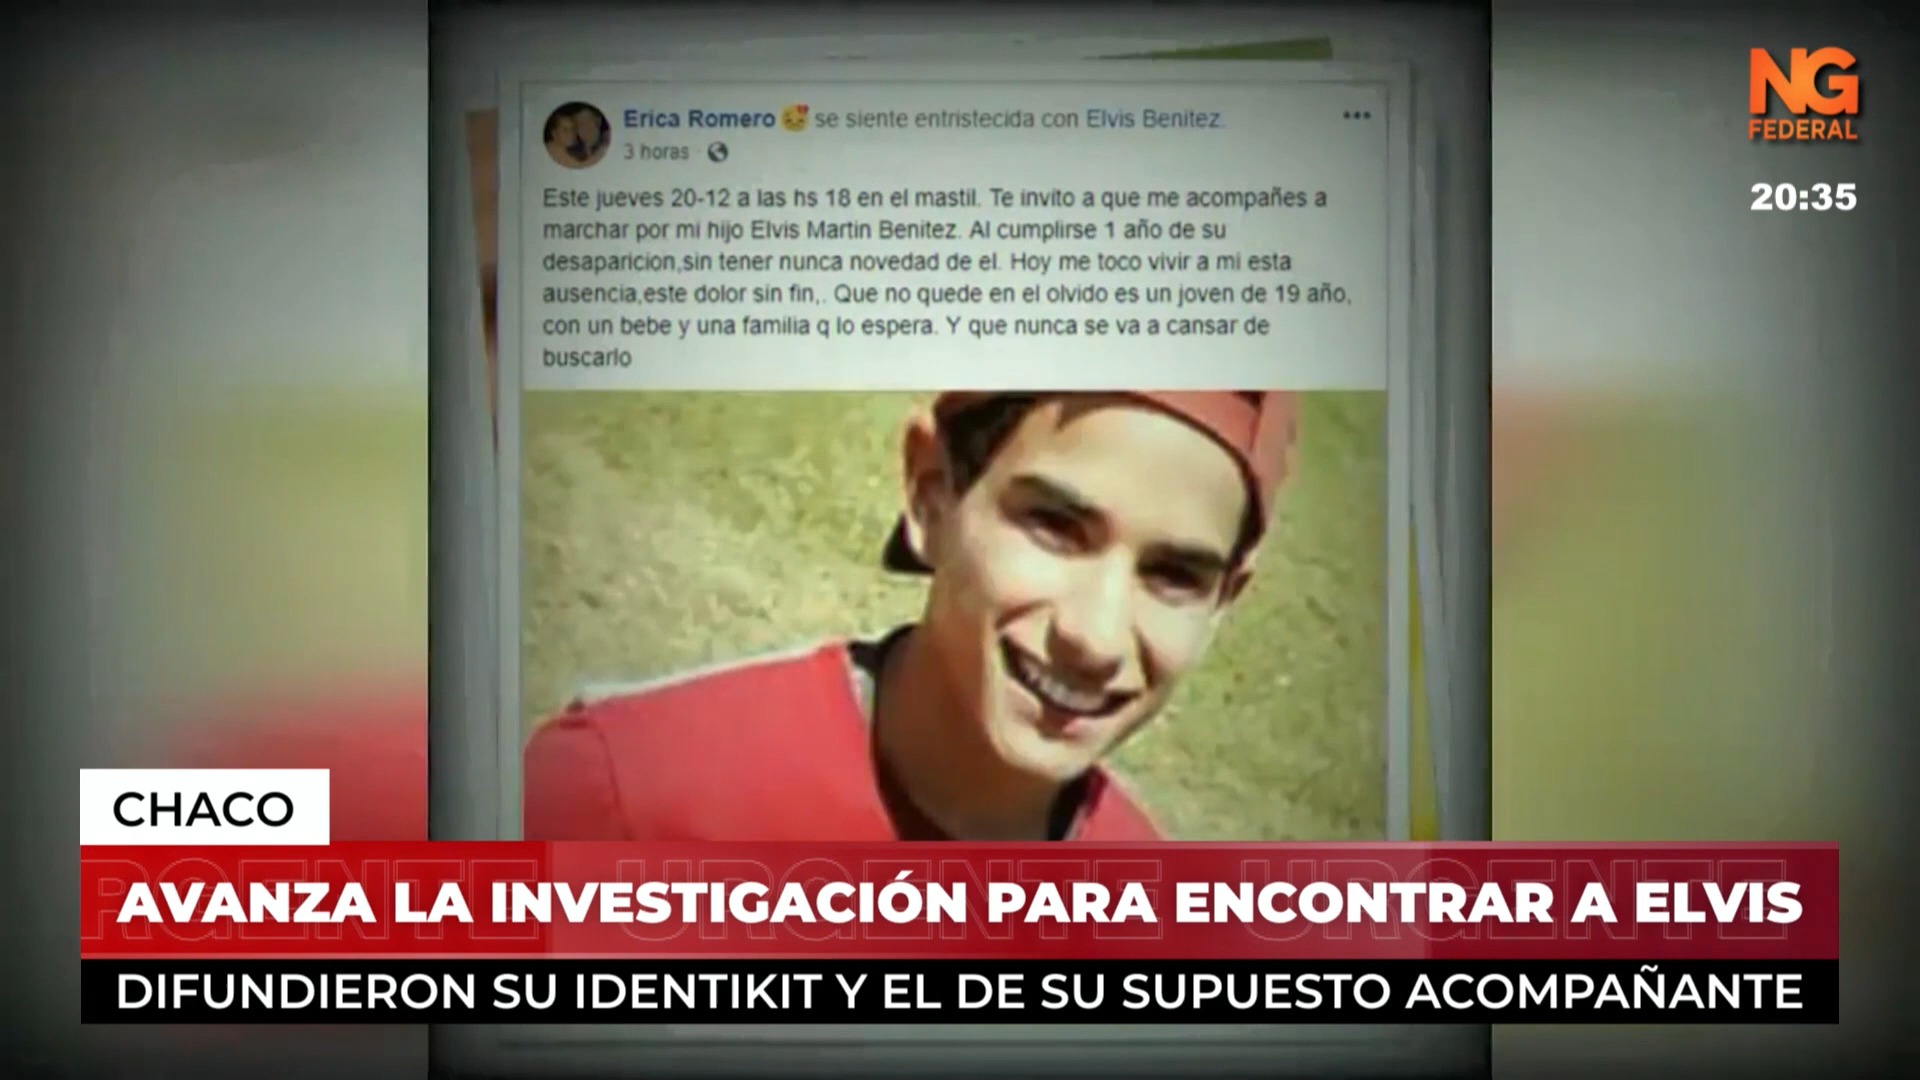 NG
FEDERAL
20:35
Erica Romero se siente entristecida con Elvis Benitez.
3 horas ·
Este jueves 20-12 a las hs 18 en el mastil. Te invito a que me acompañes a
marchar por mi hijo Elvis Martin Benitez. Al cumplirse 1 año de su
desaparicion,sin tener nunca novedad de el. Hoy me toco vivir a mi esta
ausencia,este dolor sin fin,. Que no quede en el olvido es un joven de 19 año,
con un bebe y una familia q lo espera. Y que nunca se va a cansar de
buscarlo
CHACO
URGENTE URGENTE URGENTE
AVANZA LA INVESTIGACIÓN PARA ENCONTRAR A ELVIS
DIFUNDIERON SU IDENTIKIT Y EL DE SU SUPUESTO ACOMPAÑANTE